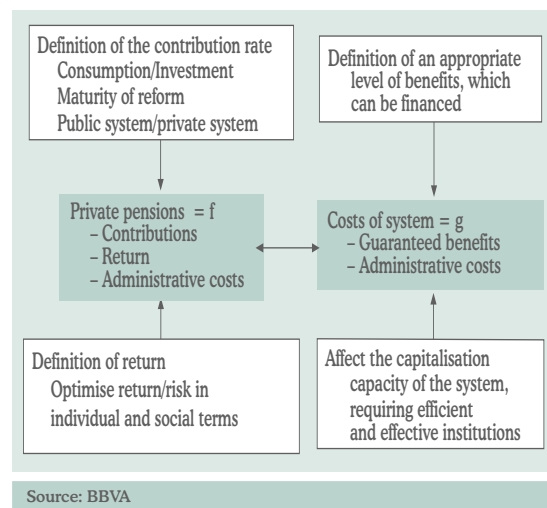 Definition of the contribution rate
Consumption/Investment
Maturity of reform
Public system/private system
Definition of an appropriate
level of benefits, which
can be financed
Private pensions = f
– Contributions
– Return
– Administrative costs
Costs of system = g
– Guaranteed benefits
– Administrative costs
Definition of return
Optimise return/risk in
individual and social terms
Affect the capitalisation
capacity of the system,
requiring efficient
and effective institutions
Source: BBVA